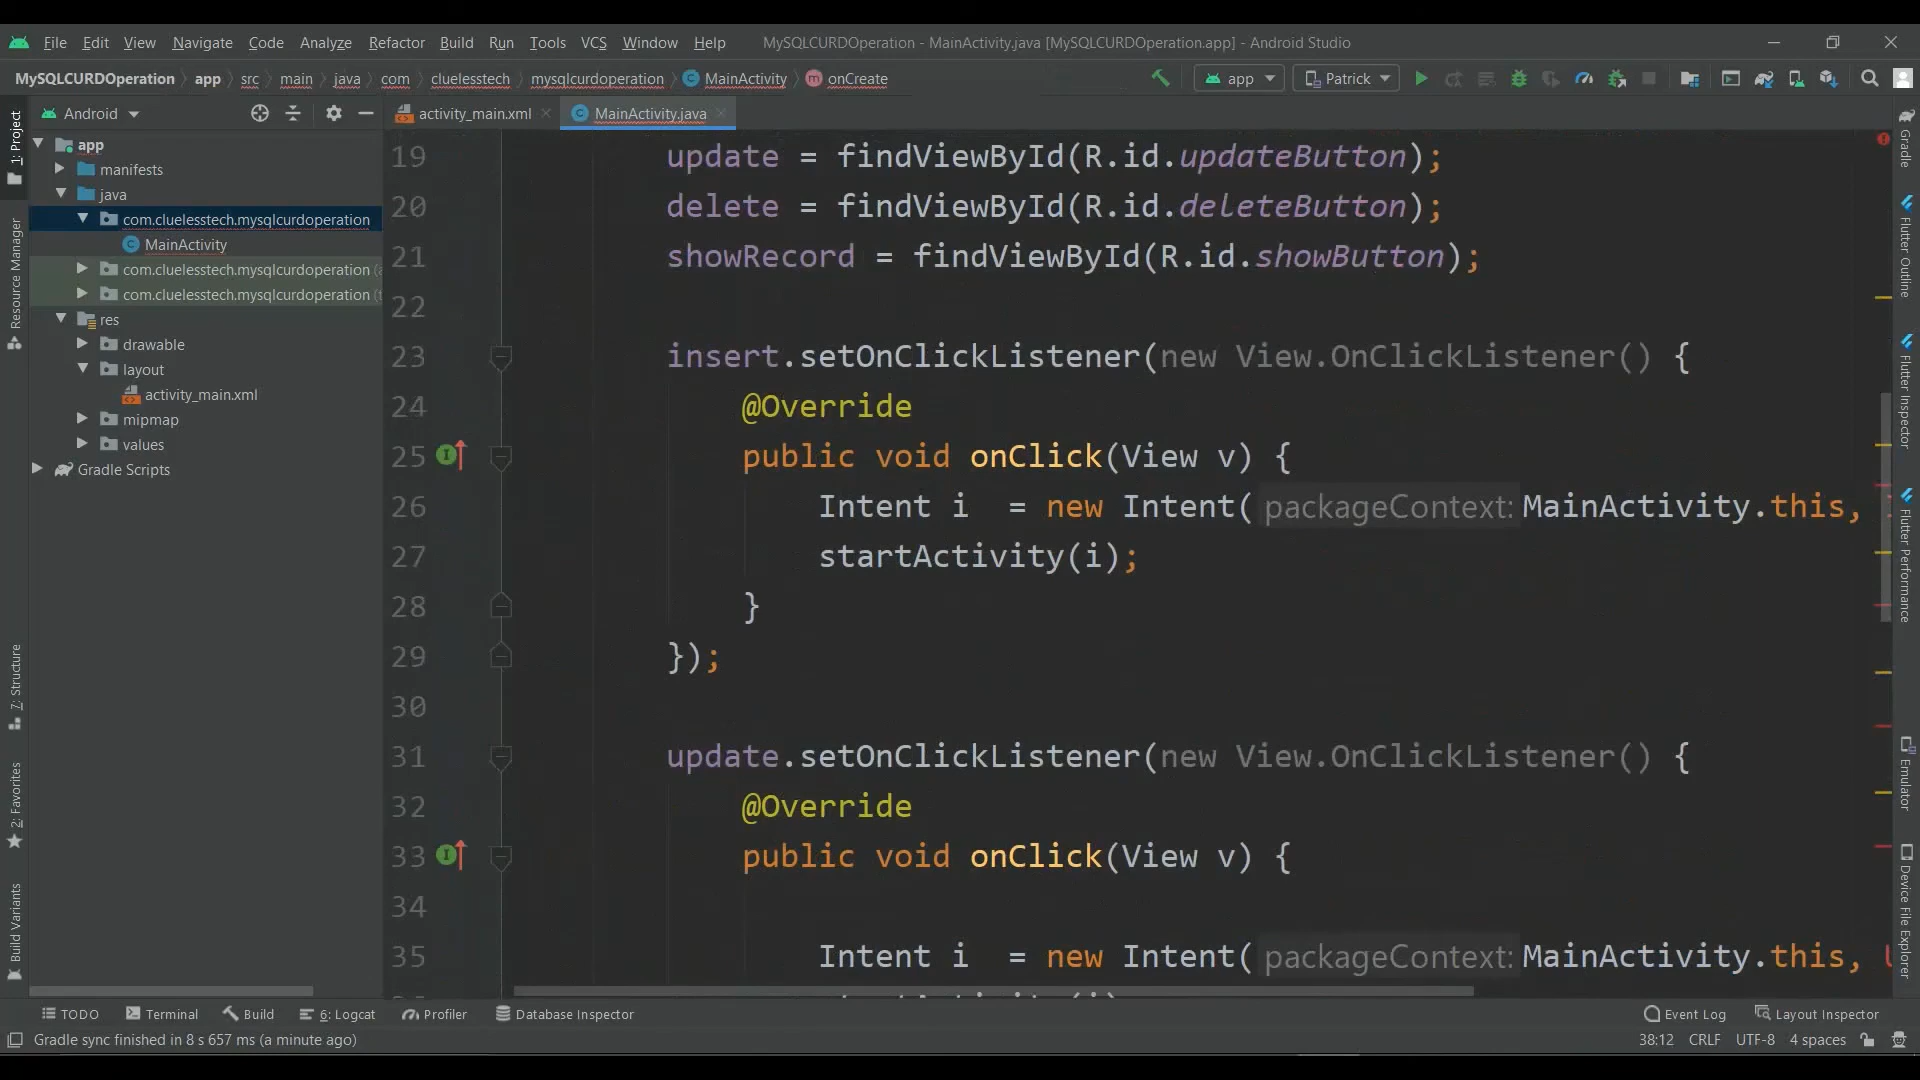 File Edit View Navigate Code Analyze Refactor Build Run Tools VCS Window Help MySQLCURDOperation - MainActivity.java [MySQLCURDOperation.app] - Android Studio
MySQLCURDOperation app src main java com cluelesstech mysqlcurdoperation MainActivity onCreate app Patrick
Android activity_main.xml MainActivity.java
app
manifests
java
com.cluelesstech.mysqlcurdoperation
MainActivity
com.cluelesstech.mysqlcurdoperation
com.cluelesstech.mysqlcurdoperation
res
drawable
layout
activity_main.xml
mipmap
values
Gradle Scripts
1: Project
Resource Manager
7: Structure
2: Favorites
Build Variants
19 update = findViewById(R.id.updateButton);
20 delete = findViewById(R.id.deleteButton);
21 showRecord = findViewById(R.id.showButton);
22
23 insert.setOnClickListener(new View.OnClickListener() {
24 @Override
25 public void onClick(View v) {
26 Intent i = new Intent( packageContext: MainActivity.this,
27 startActivity(i);
28 }
29 });
30
31 update.setOnClickListener(new View.OnClickListener() {
32 @Override
33 public void onClick(View v) {
34
35 Intent i = new Intent( packageContext: MainActivity.this,
Gradle
Flutter Outline
Flutter Inspector
Flutter Performance
Emulator
Device File Explorer
TODO Terminal Build 6: Logcat Profiler Database Inspector Event Log Layout Inspector
Gradle sync finished in 8 s 657 ms (a minute ago) 38:12 CRLF UTF-8 4 spaces